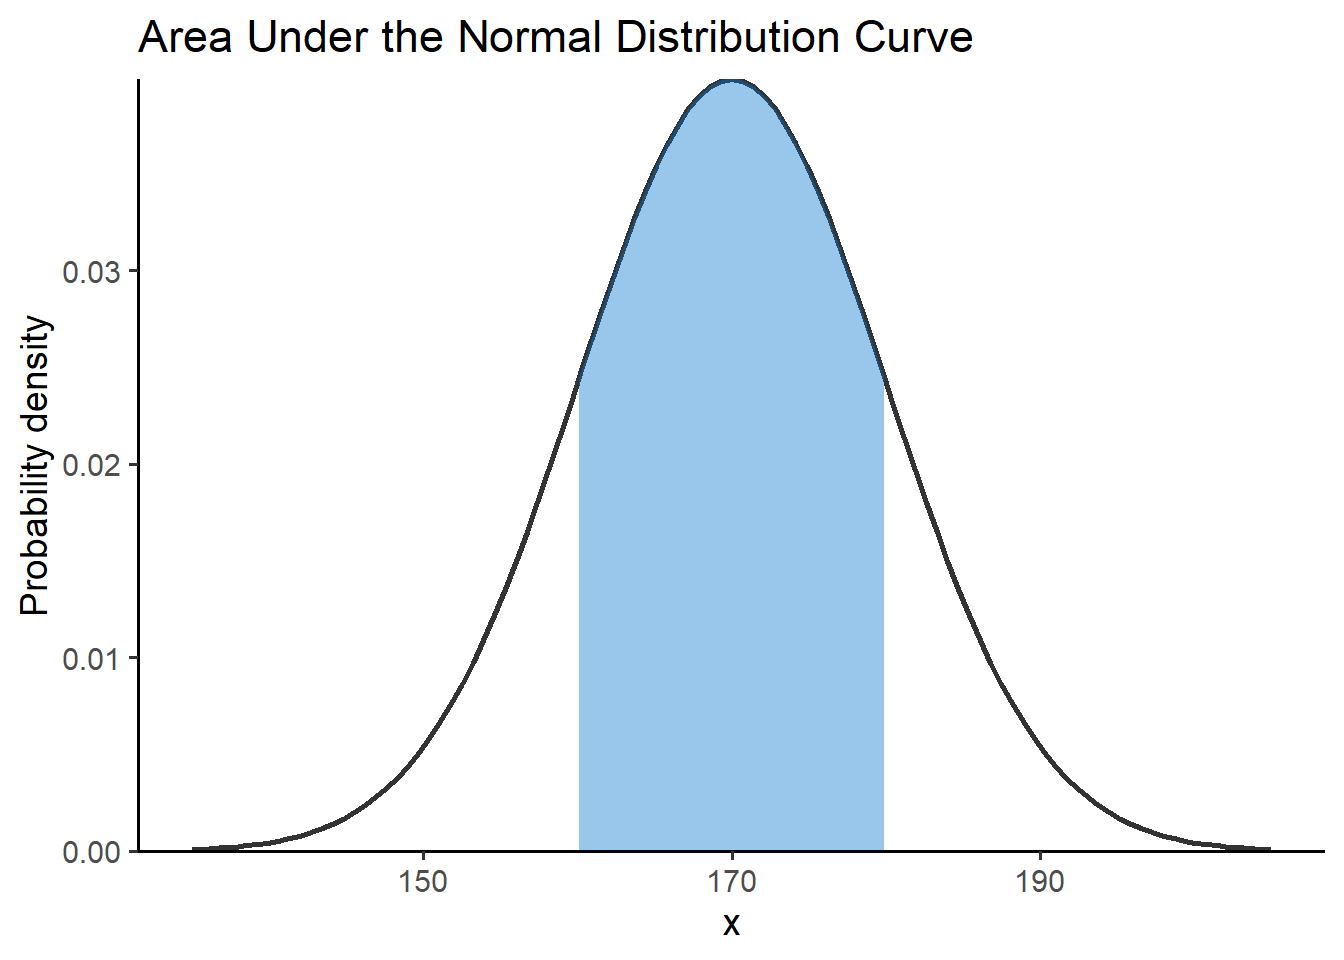 Area Under the Normal Distribution Curve
Probability density
0.03
0.02
0.01
0.00
150 170 190
x